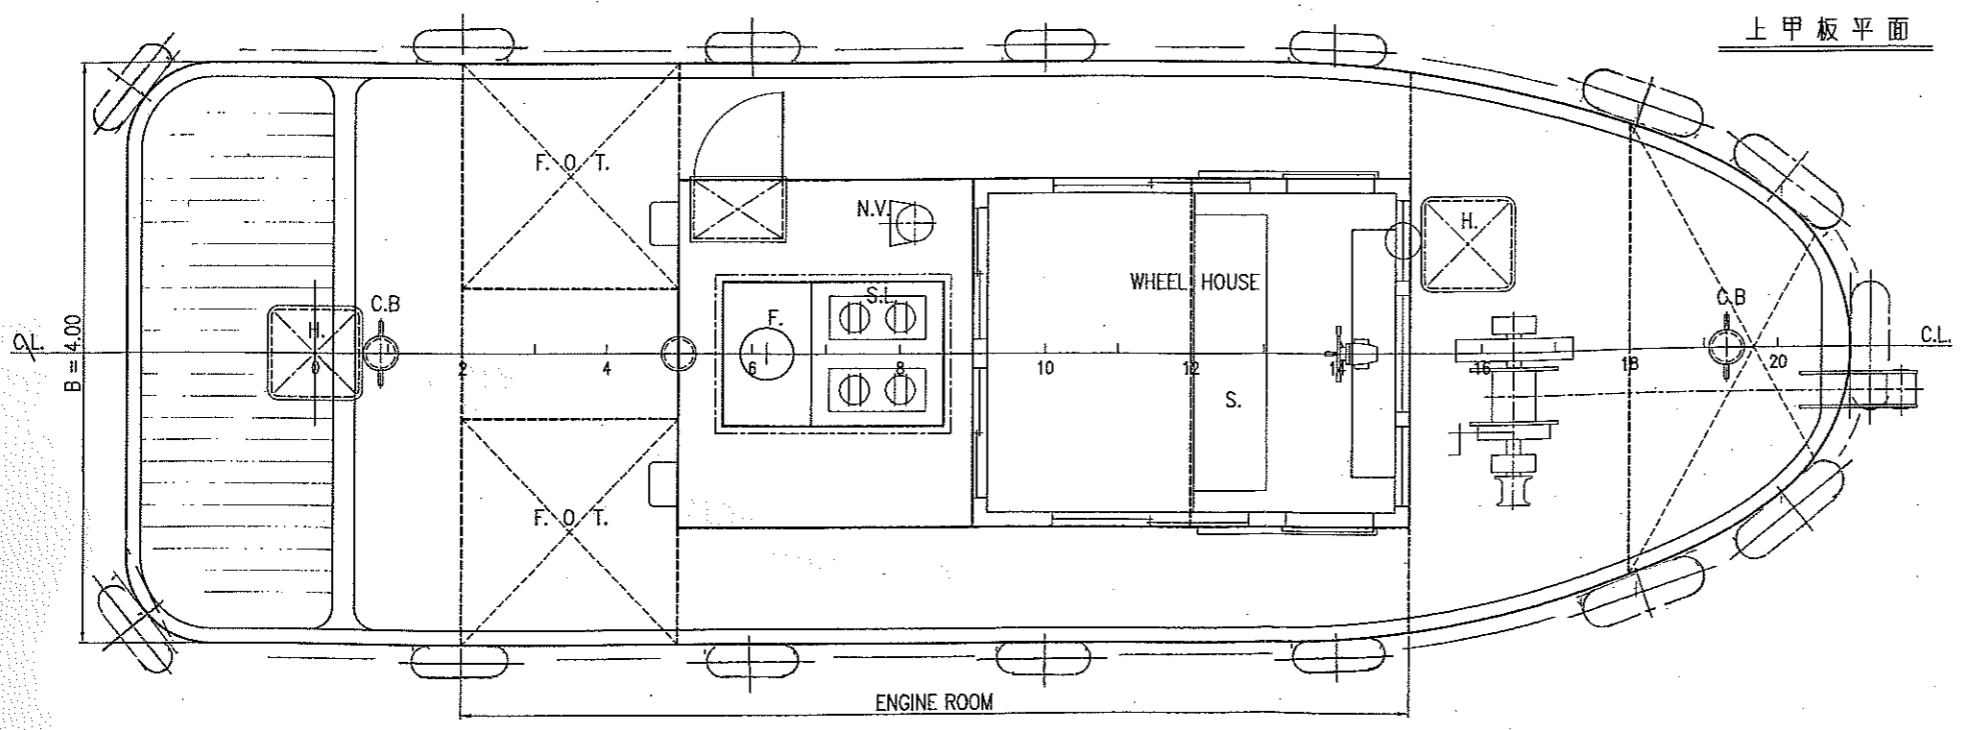 上甲板平面
F. O. T.
N.V.
H.
WHEEL HOUSE
S.L.
C.B
C.B
F.
H.
C.L.
C.L.
B = 4.00
0
2
4
6
8
10
12
14
16
18
20
S.
F. O. T.
ENGINE ROOM